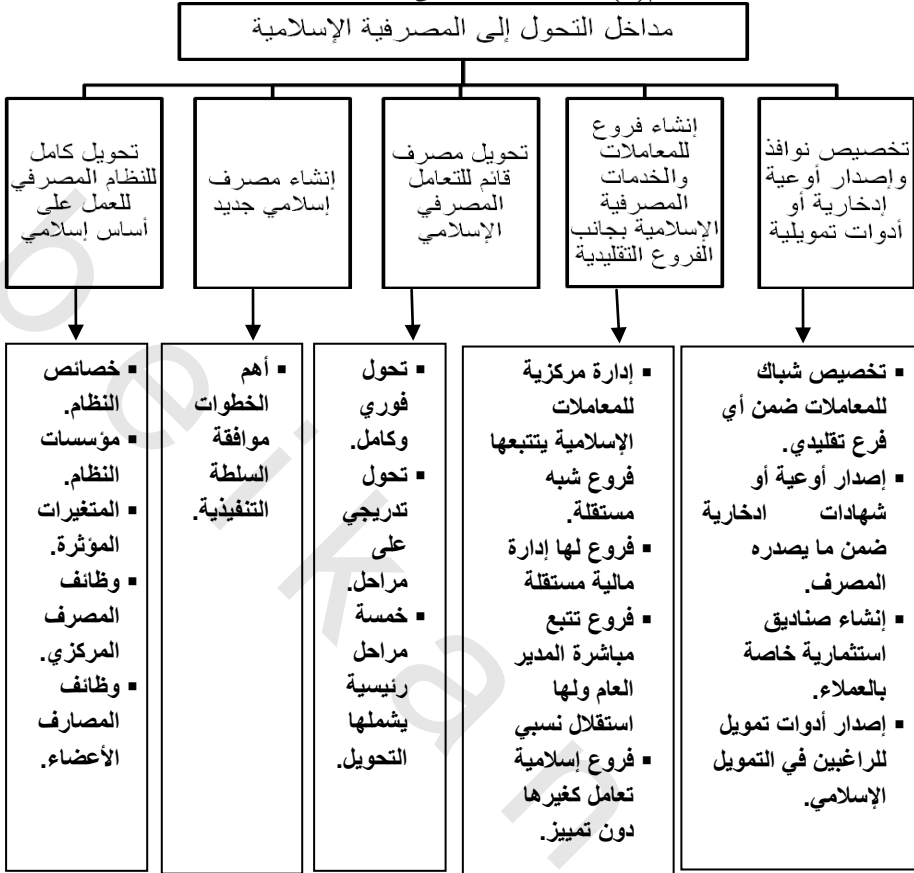 مداخل التحول إلى المصرفية الإسلامية
تخصيص نوافذ
وإصدار أوعية
إدخارية أو
أدوات تمويلية
إنشاء فروع
للمعاملات
والخدمات
المصرفية
الإسلامية بجانب
الفروع التقليدية
تحويل مصرف
قائم للتعامل
المصرفي
الإسلامي
إنشاء مصرف
إسلامي جديد
تحويل كامل
للنظام المصرفي
للعمل على
أساس إسلامي
▪ تخصيص شباك
للمعاملات ضمن أي
فرع تقليدي.
▪ إصدار أوعية أو
شهادات ادخارية
ضمن ما يصدره
المصرف.
▪ إنشاء صناديق
استثمارية خاصة
بالعملاء.
▪ إصدار أدوات تمويل
للراغبين في التمويل
الإسلامي.
▪ إدارة مركزية
للمعاملات
الإسلامية يتتبعها
فروع شبه
مستقلة.
▪ فروع لها إدارة
مالية مستقلة
▪ فروع تتبع
مباشرة المدير
العام ولها
استقلال نسبي
▪ فروع إسلامية
تعامل كغيرها
دون تمييز.
▪ تحول
فوري
وكامل.
▪ تحول
تدريجي
على
مراحل.
▪ خمسة
مراحل
رئيسية
يشملها
التحويل.
▪ أهم
الخطوات
موافقة
السلطة
التنفيذية.
▪ خصائص
النظام.
▪ مؤسسات
النظام.
▪ المتغيرات
المؤثرة.
▪ وظائف
المصرف
المركزي.
▪ وظائف
المصارف
الأعضاء.
beikan